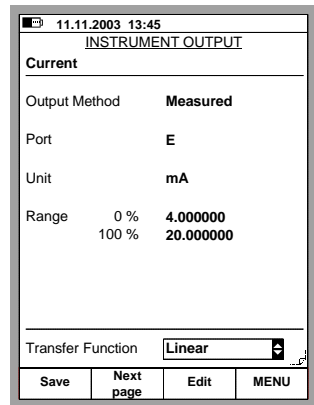 11.11.2003 13:45
INSTRUMENT OUTPUT
Current
Output Method Measured
Port E
Unit mA
Range 0 % 4.000000
100 % 20.000000
Transfer Function Linear
Save Next page Edit MENU